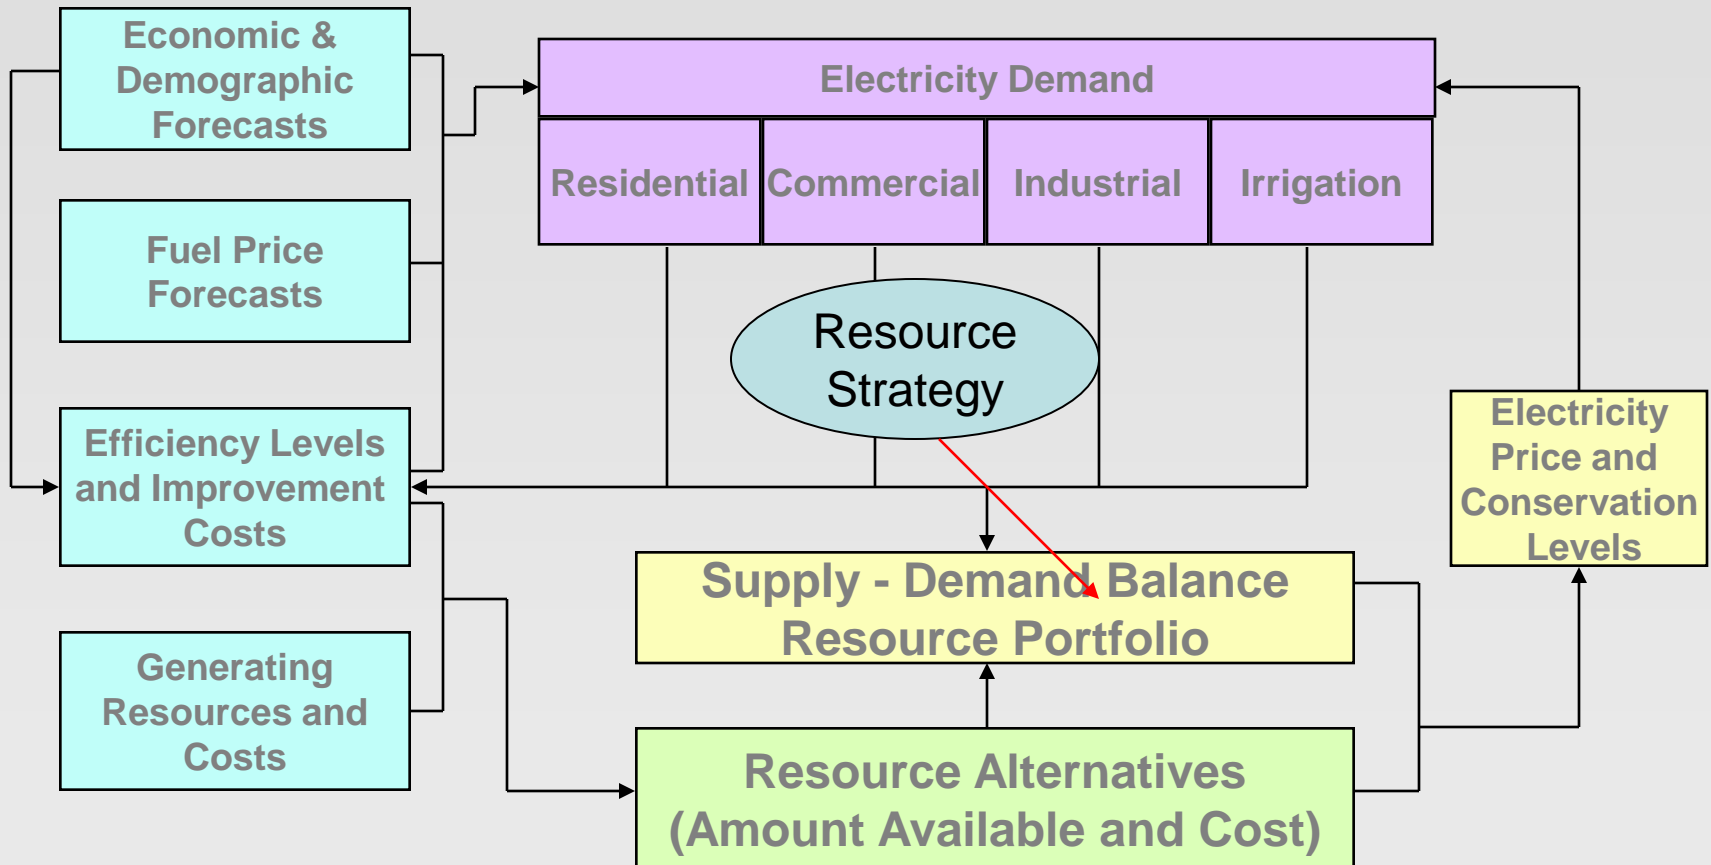 Economic &
Demographic
Forecasts
Electricity Demand
Residential
Commercial
Industrial
Irrigation
Fuel Price
Forecasts
Resource
Strategy
Efficiency Levels
and Improvement
Costs
Electricity
Price and
Conservation
Levels
Supply - Demand Balance
Resource Portfolio
Generating
Resources and
Costs
Resource Alternatives
(Amount Available and Cost)